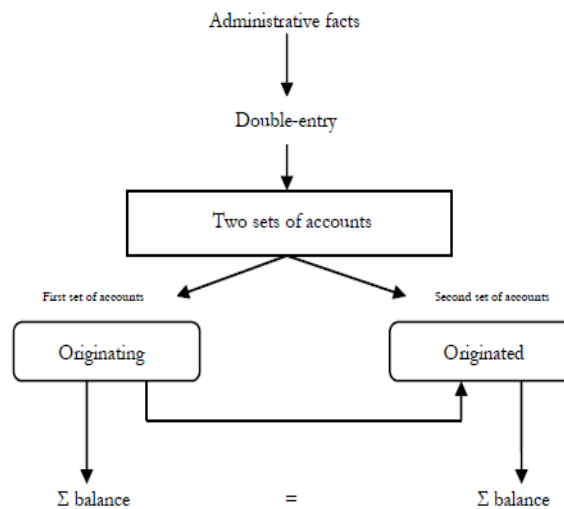 Administrative facts
Double-entry
Two sets of accounts
First set of accounts
Second set of accounts
Originating
Originated
Σ balance = Σ balance